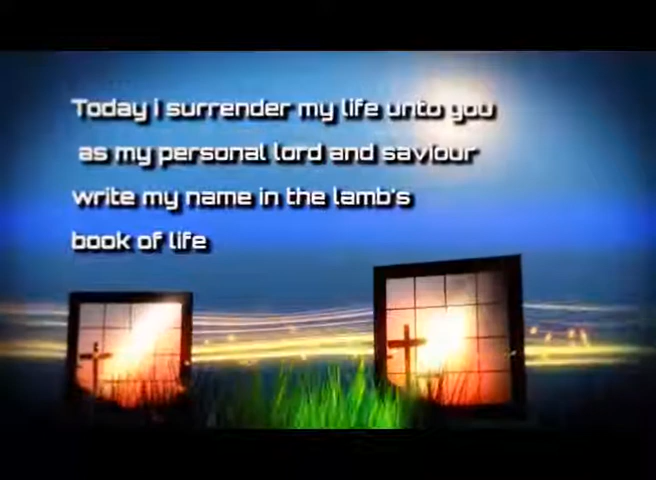 Today i surrender my life unto you
as my personal lord and saviour
write my name in the lamb's
book of life